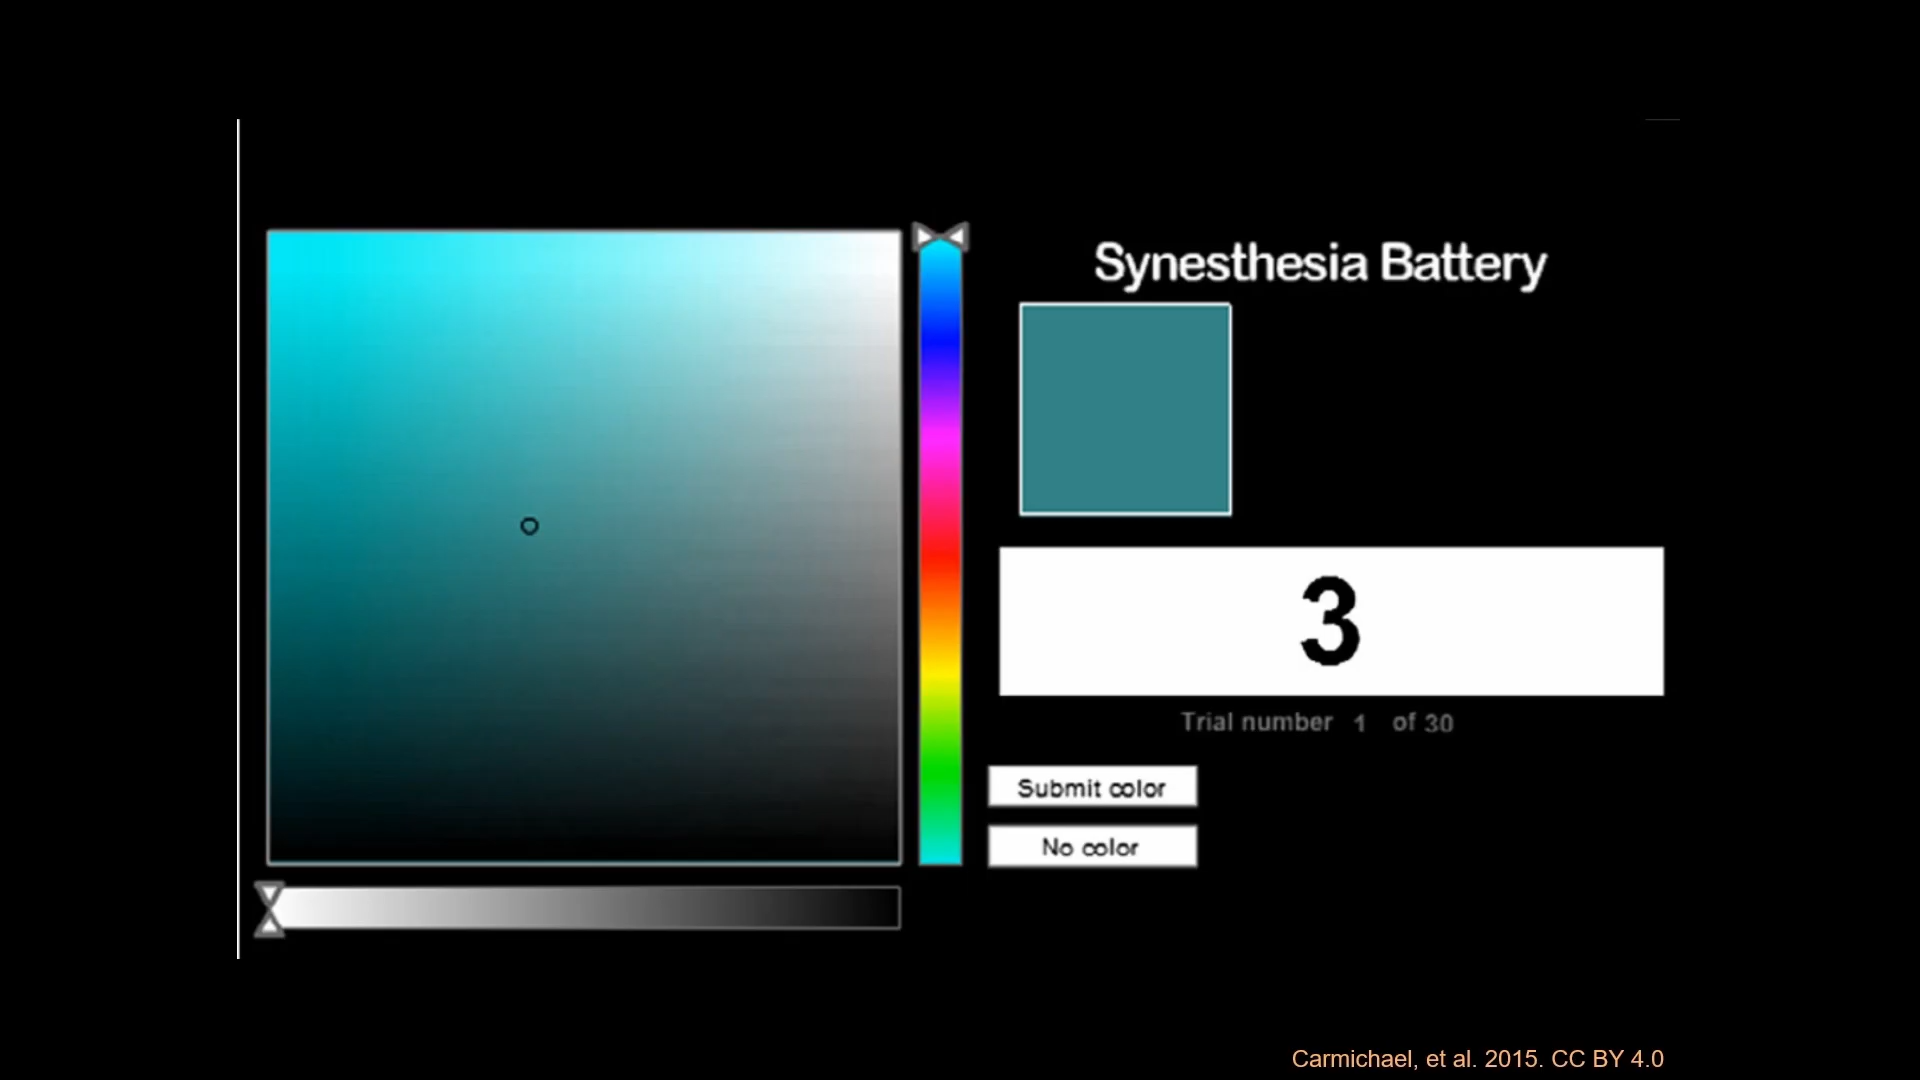 Synesthesia Battery
3
Trial number 1 of 30
Submit color
No color
Carmichael, et al. 2015. CC BY 4.0